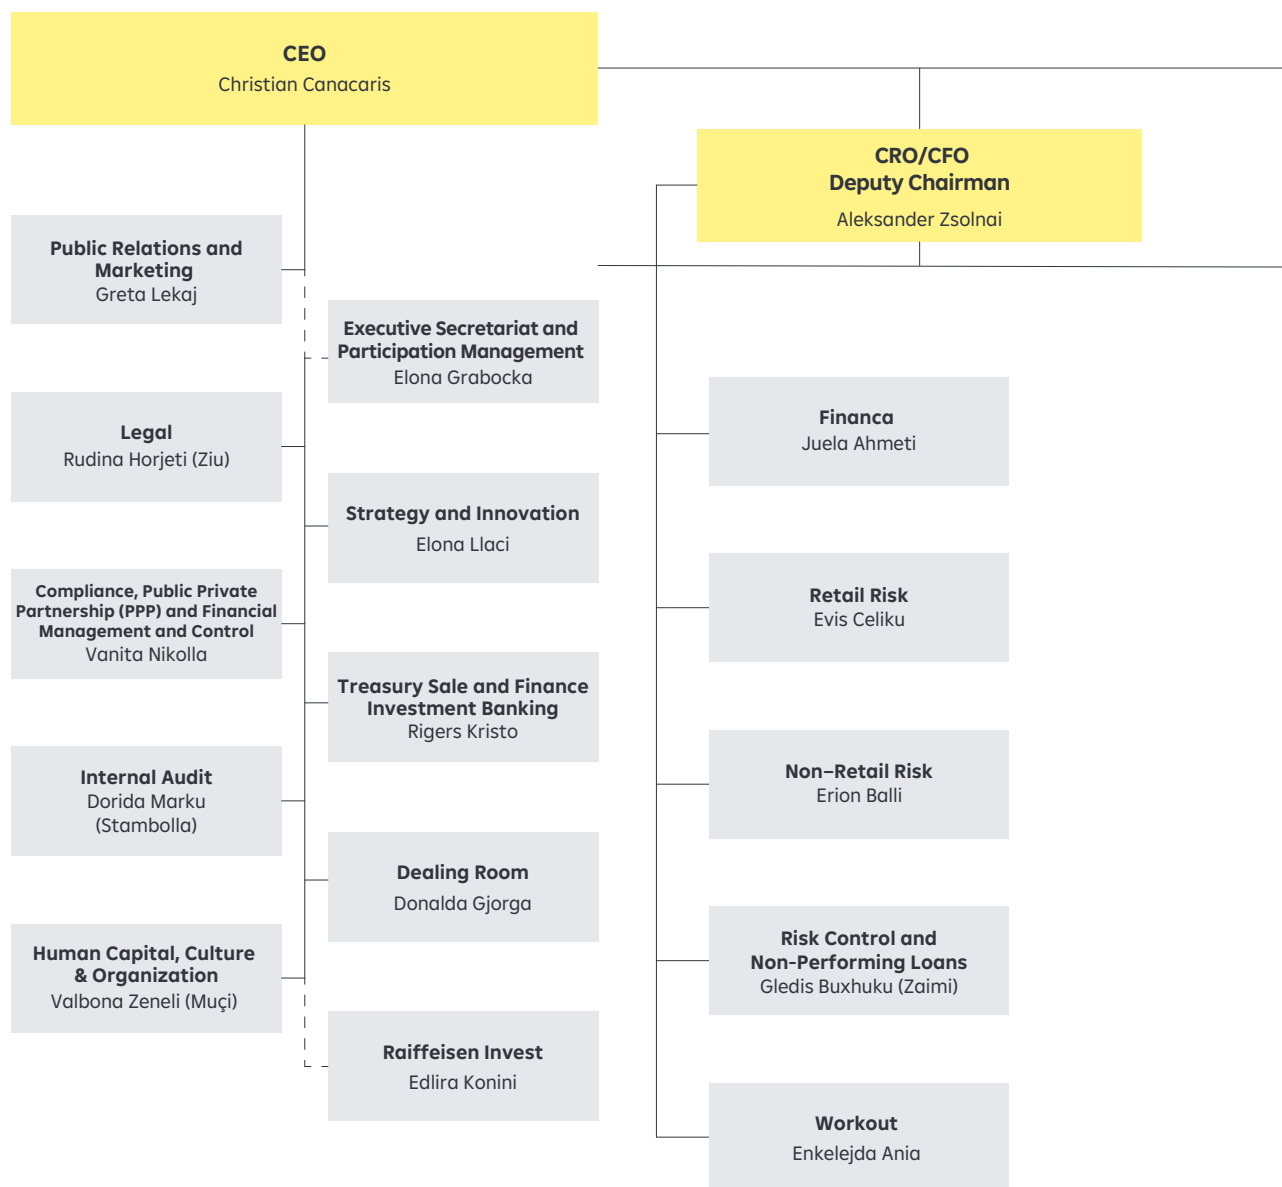 CEO
Christian Canacaris
CRO/CFO
Deputy Chairman
Aleksander Zsolnai
Public Relations and
Marketing
Greta Lekaj
Legal
Rudina Horjeti (Ziu)
Compliance, Public Private
Partnership (PPP) and Financial
Management and Control
Vanita Nikolla
Internal Audit
Dorida Marku
(Stambolla)
Human Capital, Culture
& Organization
Valbona Zeneli (Muçi)
Executive Secretariat and
Participation Management
Elona Grabocka
Strategy and Innovation
Elona Llaci
Treasury Sale and Finance
Investment Banking
Rigers Kristo
Dealing Room
Donalda Gjorga
Raiffeisen Invest
Edlira Konini
Financa
Juela Ahmeti
Retail Risk
Evis Celiku
Non–Retail Risk
Erion Balli
Risk Control and
Non-Performing Loans
Gledis Buxhuku (Zaimi)
Workout
Enkelejda Ania